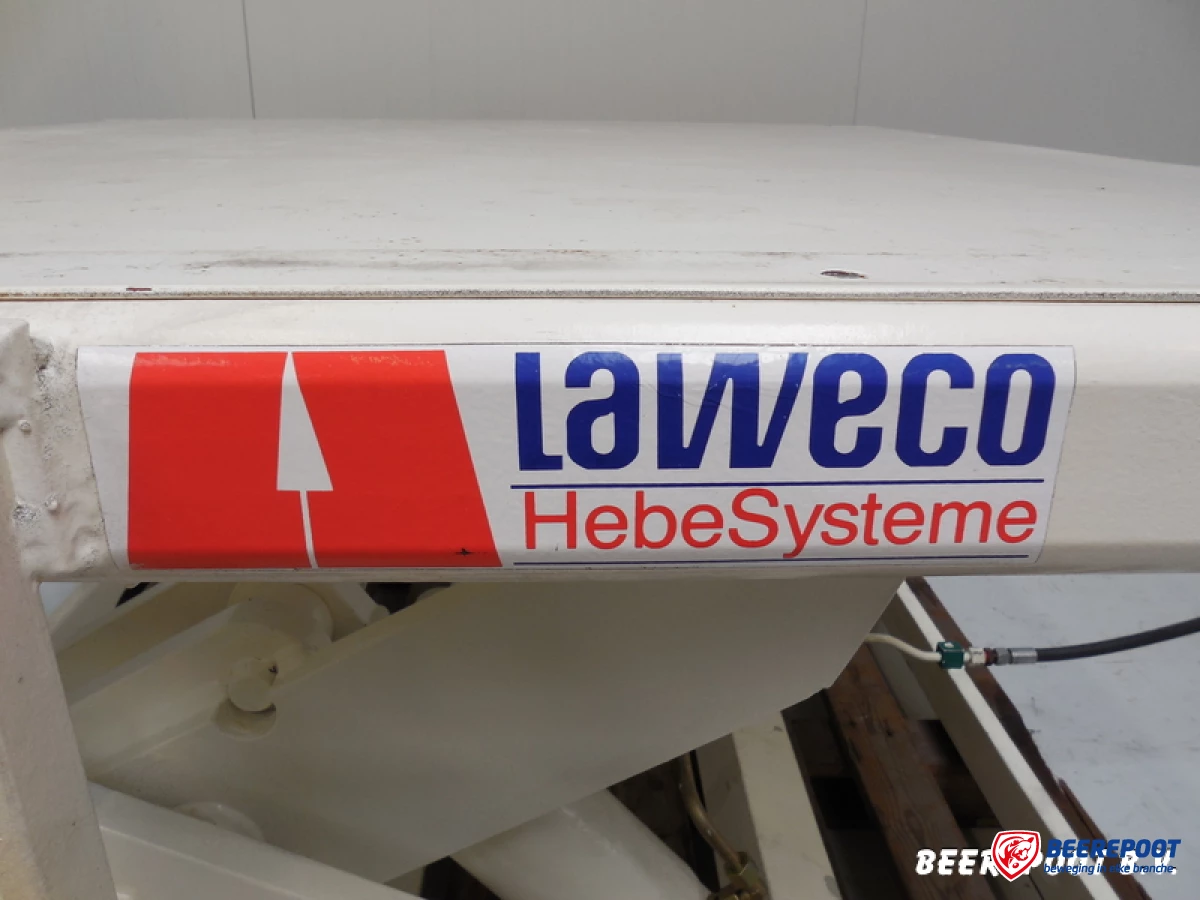 LAWECO
HebeSysteme
BEEREPOOT
beweging in elke branche